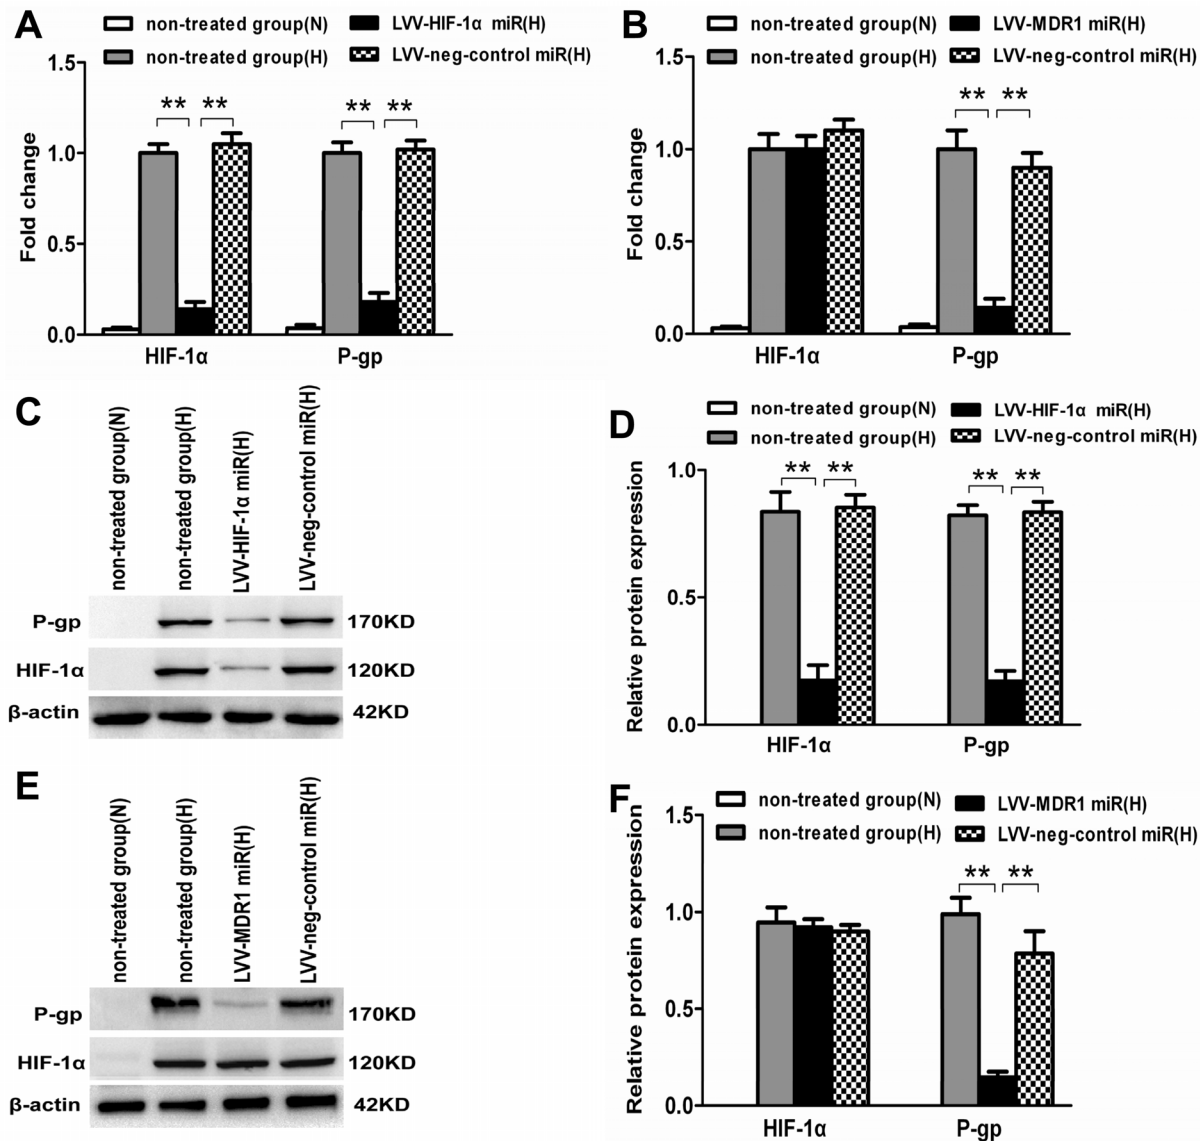 A
non-treated group(N)
LVV-HIF-1α miR(H)
non-treated group(H)
LVV-neg-control miR(H)
Fold change
1.5
1.0
0.5
0.0
** **
** **
HIF-1α
P-gp
B
non-treated group(N)
LVV-MDR1 miR(H)
non-treated group(H)
LVV-neg-control miR(H)
Fold change
1.5
1.0
0.5
0.0
** **
HIF-1α
P-gp
C
non-treated group(N)
non-treated group(H)
LVV-HIF-1α miR(H)
LVV-neg-control miR(H)
P-gp
170KD
HIF-1α
120KD
β-actin
42KD
D
non-treated group(N)
LVV-HIF-1α miR(H)
non-treated group(H)
LVV-neg-control miR(H)
Relative protein expression
1.0
0.5
0.0
** **
** **
HIF-1α
P-gp
E
non-treated group(N)
non-treated group(H)
LVV-MDR1 miR(H)
LVV-neg-control miR(H)
P-gp
170KD
HIF-1α
120KD
β-actin
42KD
F
non-treated group(N)
LVV-MDR1 miR(H)
non-treated group(H)
LVV-neg-control miR(H)
Relative protein expression
1.5
1.0
0.5
0.0
** **
HIF-1α
P-gp